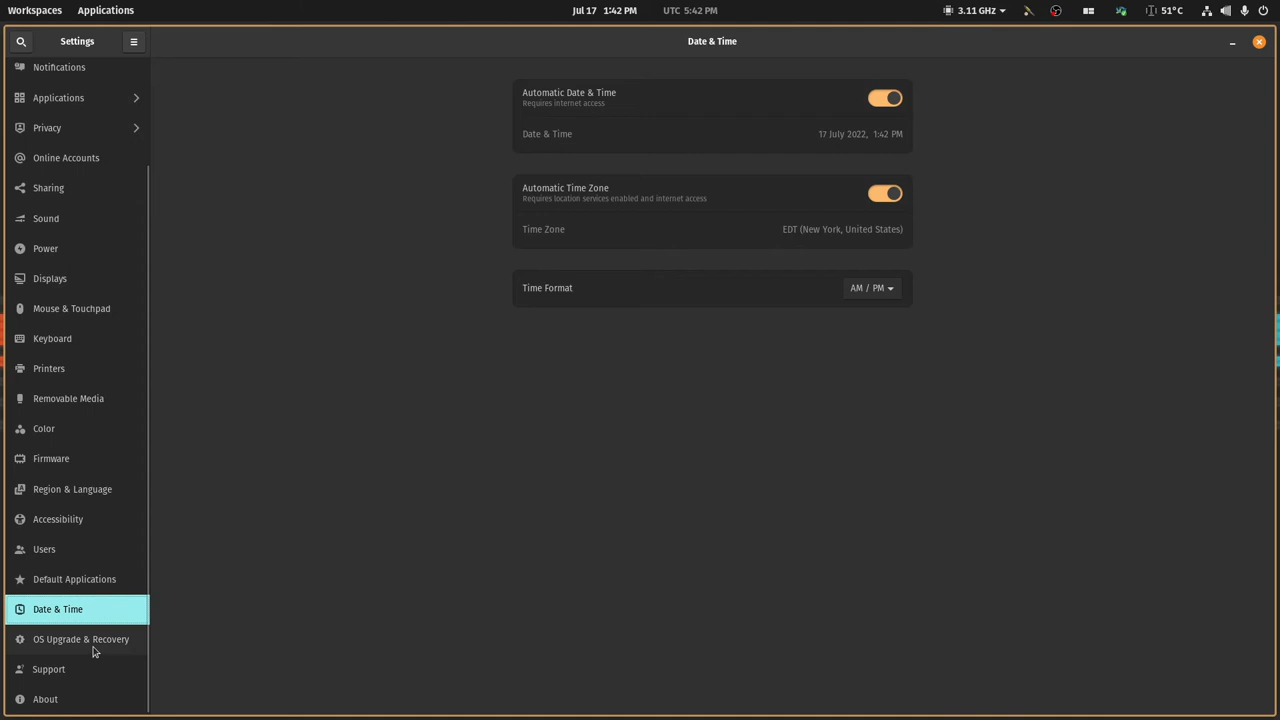 Workspaces Applications Jul 17 1:42 PM UTC 5:42 PM 3.11 GHz 51°C
Settings Date & Time
Notifications
Applications
Privacy
Online Accounts
Sharing
Sound
Power
Displays
Mouse & Touchpad
Keyboard
Printers
Removable Media
Color
Firmware
Region & Language
Accessibility
Users
Default Applications
Date & Time
OS Upgrade & Recovery
Support
About
Automatic Date & Time
Requires internet access
Date & Time 17 July 2022, 1:42 PM
Automatic Time Zone
Requires location services enabled and internet access
Time Zone EDT (New York, United States)
Time Format AM / PM